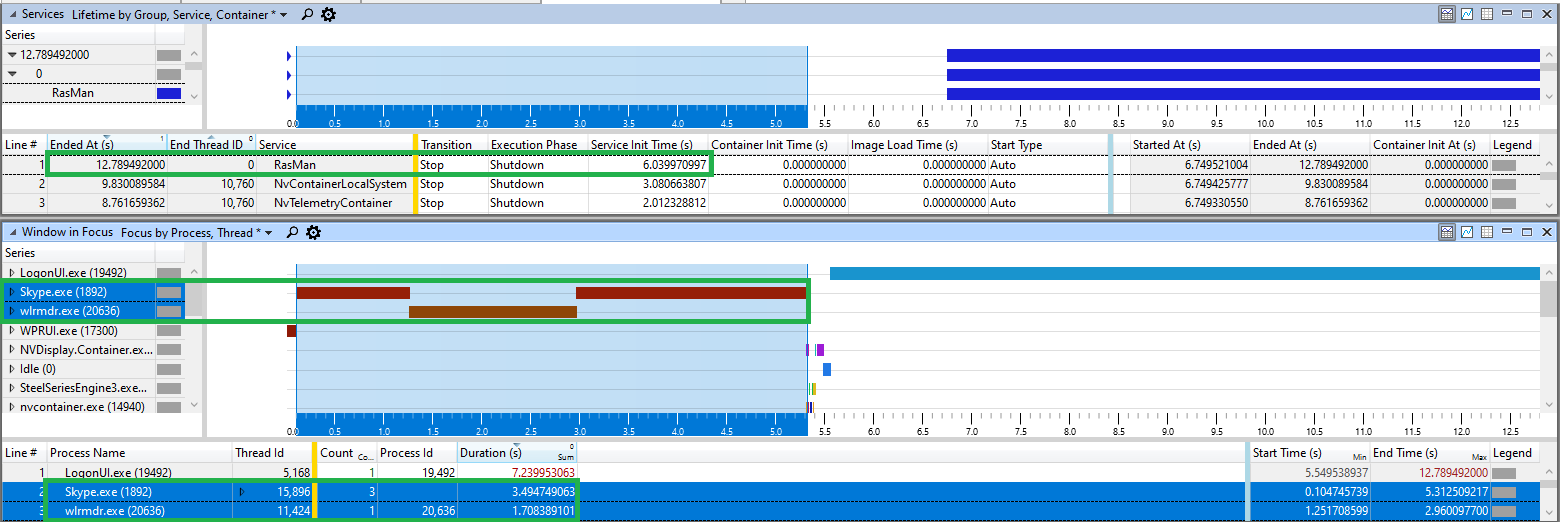 Services Lifetime by Group, Service, Container *
Series
12.789492000
0
RasMan
0.0 0.5 1.0 1.5 2.0 2.5 3.0 3.5 4.0 4.5 5.0 5.5 6.0 6.5 7.0 7.5 8.0 8.5 9.0 9.5 10.0 10.5 11.0 11.5 12.0 12.5
Line # Ended At (s) 1 End Thread ID 0 Service Transition Execution Phase Service Init Time (s) Container Init Time (s) Image Load Time (s) Start Type Started At (s) Ended At (s) Container Init At (s) Legend
1 12.789492000 0 RasMan Stop Shutdown 6.039970997 0.000000000 0.000000000 Auto 6.749521004 12.789492000 0.000000000
2 9.830089584 10,760 NvContainerLocalSystem Stop Shutdown 3.080663807 0.000000000 0.000000000 Auto 6.749425777 9.830089584 0.000000000
3 8.761659362 10,760 NvTelemetryContainer Stop Shutdown 2.012328812 0.000000000 0.000000000 Auto 6.749330550 8.761659362 0.000000000
Window in Focus Focus by Process, Thread *
Series
LogonUI.exe (19492)
Skype.exe (1892)
wlrmdr.exe (20636)
WPRUI.exe (17300)
NVDisplay.Container.ex...
Idle (0)
SteelSeriesEngine3.exe...
nvcontainer.exe (14940)
0.0 0.5 1.0 1.5 2.0 2.5 3.0 3.5 4.0 4.5 5.0 5.5 6.0 6.5 7.0 7.5 8.0 8.5 9.0 9.5 10.0 10.5 11.0 11.5 12.0 12.5
Line # Process Name Thread Id Count Co... Process Id Duration (s) 0 Sum Start Time (s) Min End Time (s) Max Legend
1 LogonUI.exe (19492) 5,168 1 19,492 7.239953063 5.549538937 12.789492000
2 Skype.exe (1892) 15,896 3 3.494749063 0.104745739 5.312509217
3 wlrmdr.exe (20636) 11,424 1 20,636 1.708389101 1.251708599 2.960097700